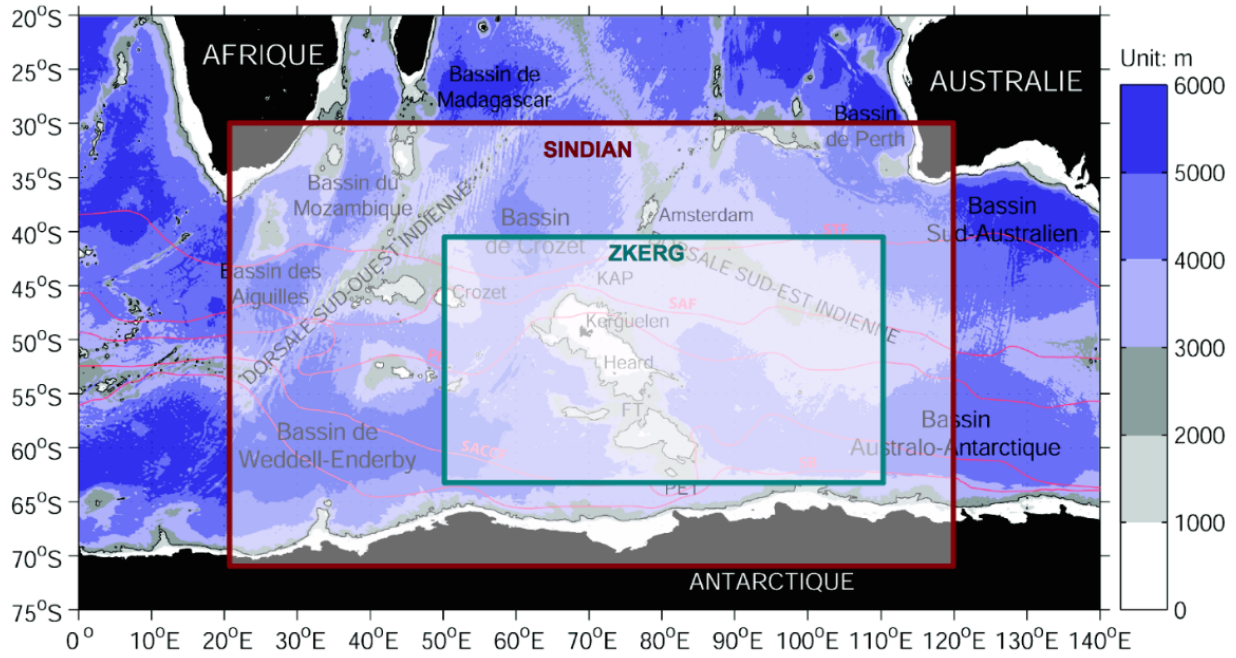 20°S
25°S
30°S
35°S
40°S
45°S
50°S
55°S
60°S
65°S
70°S
75°S
0°
10°E
20°E
30°E
40°E
50°E
60°E
70°E
80°E
90°E
100°E
110°E
120°E
130°E
140°E
AFRIQUE
Bassin de
Madagascar
AUSTRALIE
Bassin
de Perth
SINDIAN
Bassin du
Mozambique
DORSALE SUD-OUEST INDIENNE
Bassin
de Crozet
Amsterdam
STF
Bassin
Sud-Australien
ZKERG
DORSALE SUD-EST INDIENNE
Bassin des
Aiguilles
Crozet
KAP
SAF
Kerguelen
Heard
FT
Bassin de
Weddell-Enderby
Bassin
Australo-Antarctique
PET
ANTARCTIQUE
Unit: m
6000
5000
4000
3000
2000
1000
0